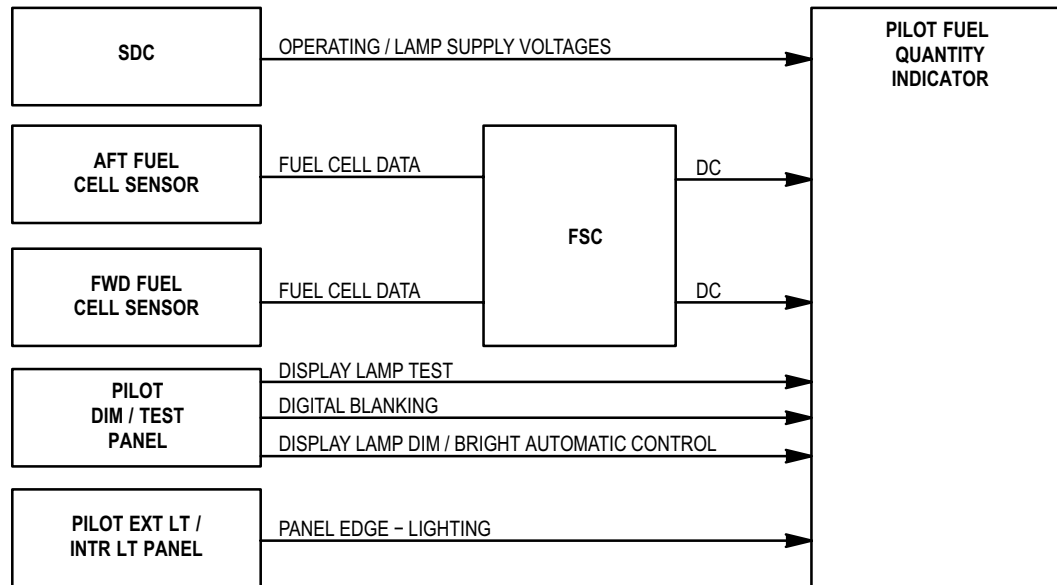 SDC
OPERATING / LAMP SUPPLY VOLTAGES
PILOT FUEL
QUANTITY
INDICATOR
AFT FUEL
CELL SENSOR
FUEL CELL DATA
FSC
DC
FWD FUEL
CELL SENSOR
FUEL CELL DATA
DC
PILOT
DIM / TEST
PANEL
DISPLAY LAMP TEST
DIGITAL BLANKING
DISPLAY LAMP DIM / BRIGHT AUTOMATIC CONTROL
PILOT EXT LT /
INTR LT PANEL
PANEL EDGE − LIGHTING